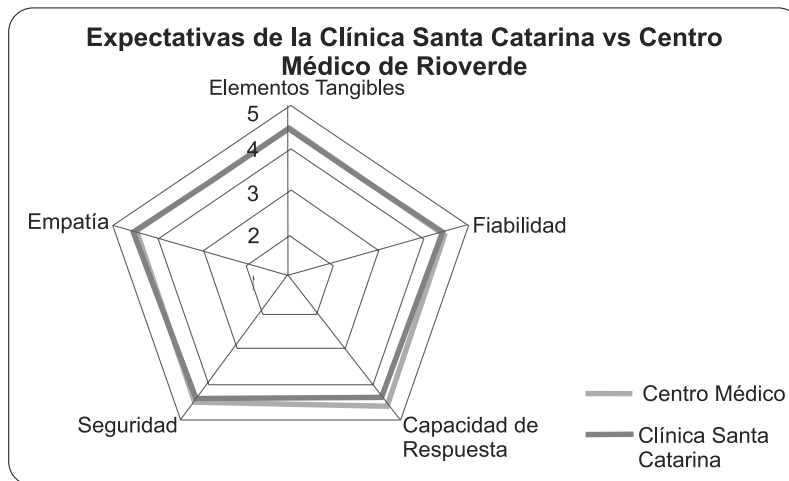 Expectativas de la Clínica Santa Catarina vs Centro
Médico de Rioverde
Elementos Tangibles
5
4
3
2
Empatía
Fiabilidad
Seguridad
Capacidad de
Respuesta
Centro Médico
Clínica Santa
Catarina